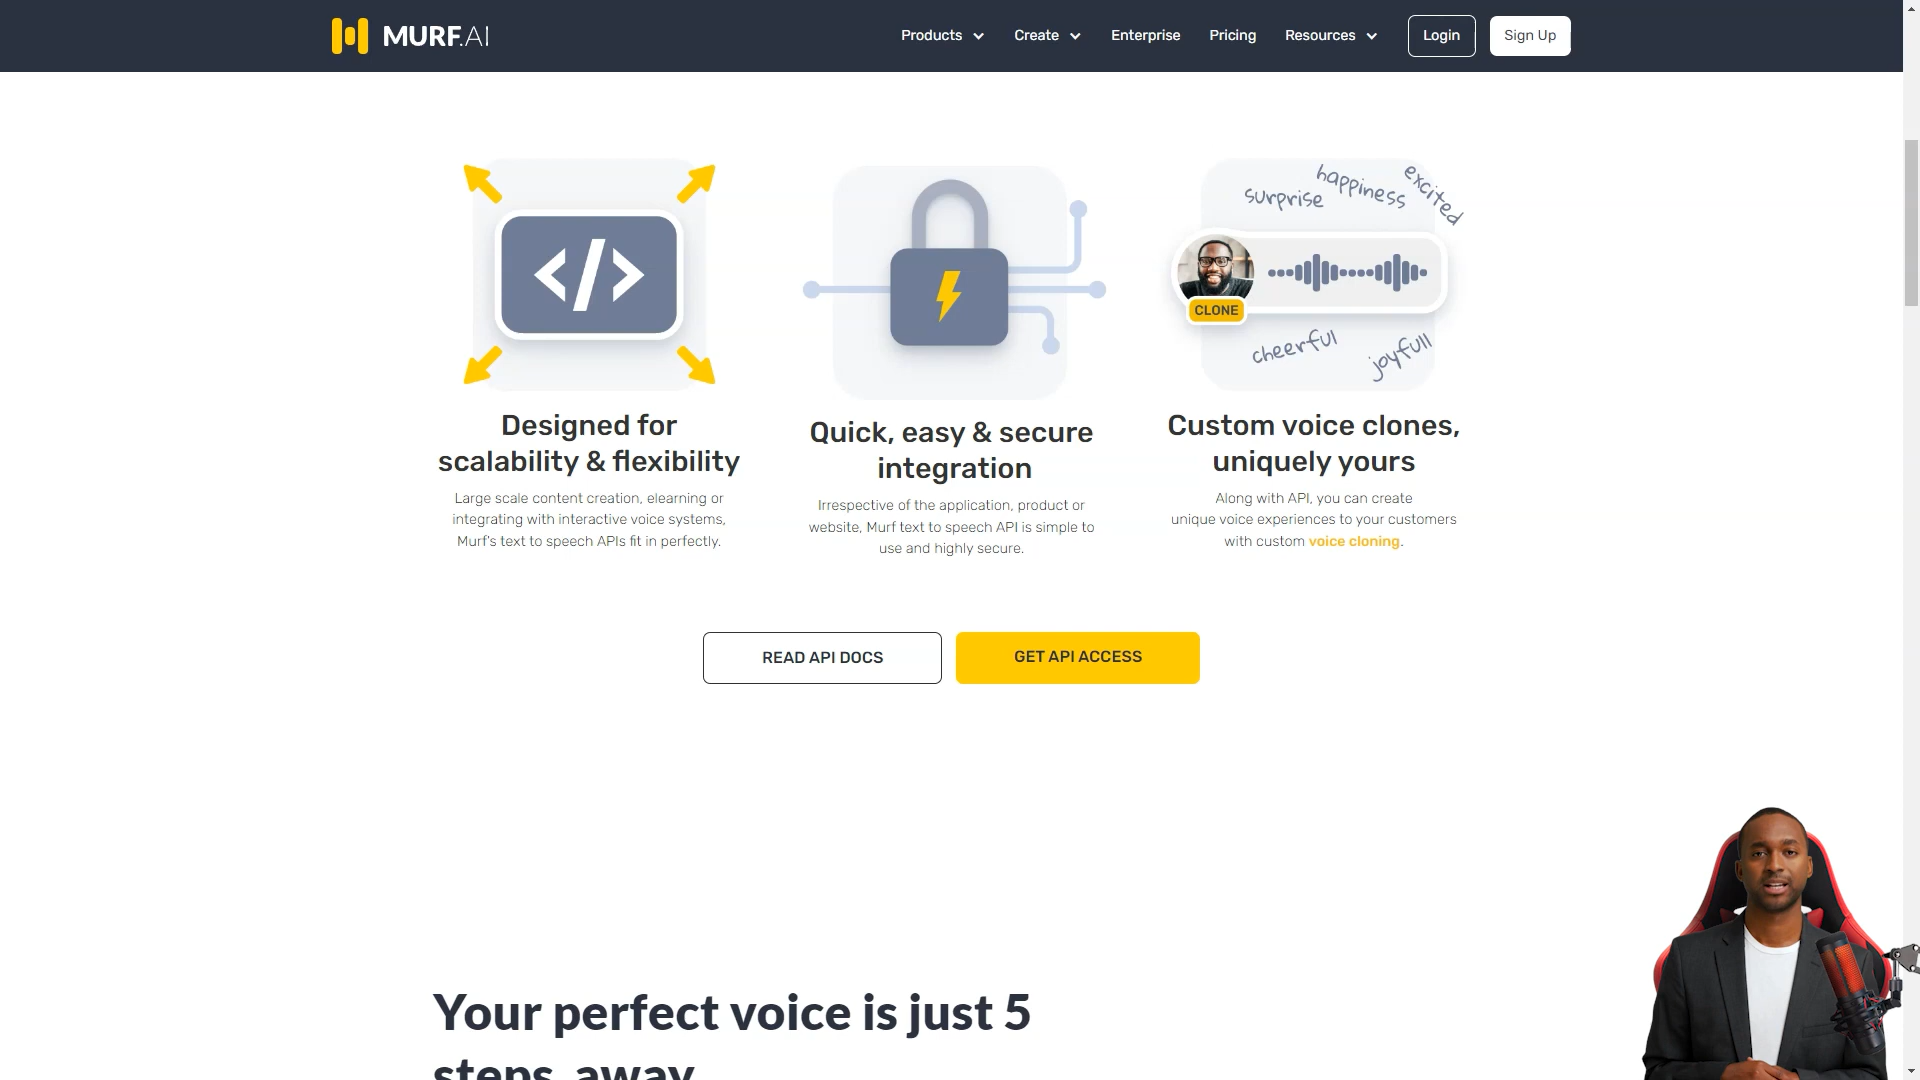 MURF.AI
Products
Create
Enterprise
Pricing
Resources
Login
Sign Up
surprise
happiness
excited
CLONE
cheerful
joyfull
Designed for
scalability & flexibility
Large scale content creation, elearning or
integrating with interactive voice systems,
Murf's text to speech APIs fit in perfectly.
Quick, easy & secure
integration
Irrespective of the application, product or
website, Murf text to speech API is simple to
use and highly secure.
Custom voice clones,
uniquely yours
Along with API, you can create
unique voice experiences to your customers
with custom voice cloning.
READ API DOCS
GET API ACCESS
Your perfect voice is just 5
steps away